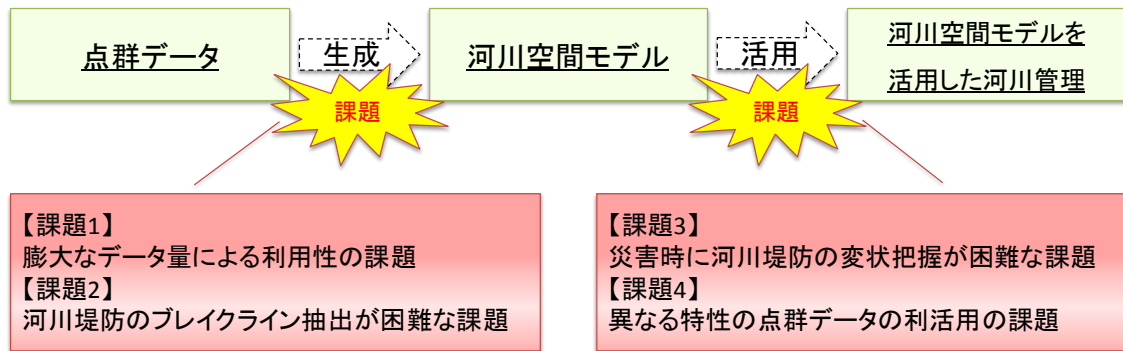 点群データ
生成
河川空間モデル
活用
河川空間モデルを
活用した河川管理
課題
課題
【課題1】
膨大なデータ量による利用性の課題
【課題2】
河川堤防のブレイクライン抽出が困難な課題
【課題3】
災害時に河川堤防の変状把握が困難な課題
【課題4】
異なる特性の点群データの利活用の課題